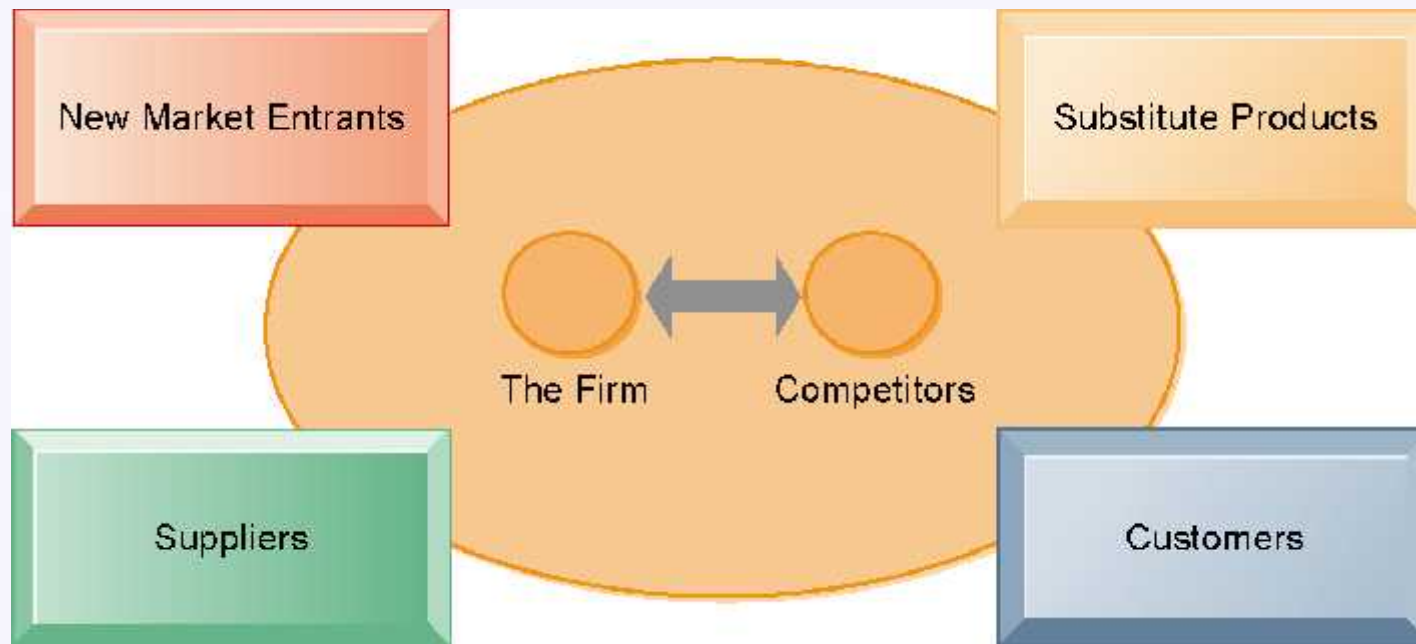 New Market Entrants
Substitute Products
The Firm
Competitors
Suppliers
Customers